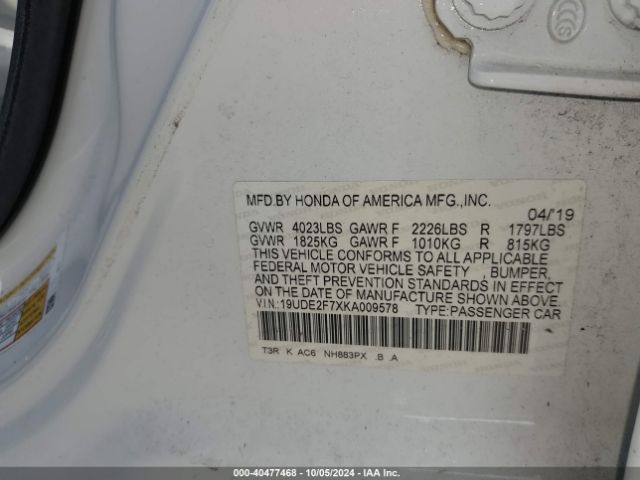 MFD.BY HONDA OF AMERICA MFG.,INC.
04/'19
GVWR 4023LBS GAWR F 2226LBS R 1797LBS
GVWR 1825KG GAWR F 1010KG R 815KG
THIS VEHICLE CONFORMS TO ALL APPLICABLE
FEDERAL MOTOR VEHICLE SAFETY BUMPER,
AND THEFT PREVENTION STANDARDS IN EFFECT
ON THE DATE OF MANUFACTURE SHOWN ABOVE.
V.I.N: 19UDE2F7XKA009578 TYPE:PASSENGER CAR
T3R K AC6 NH883PX .B .A
000-40477468 - 10/05/2024 - IAA Inc.